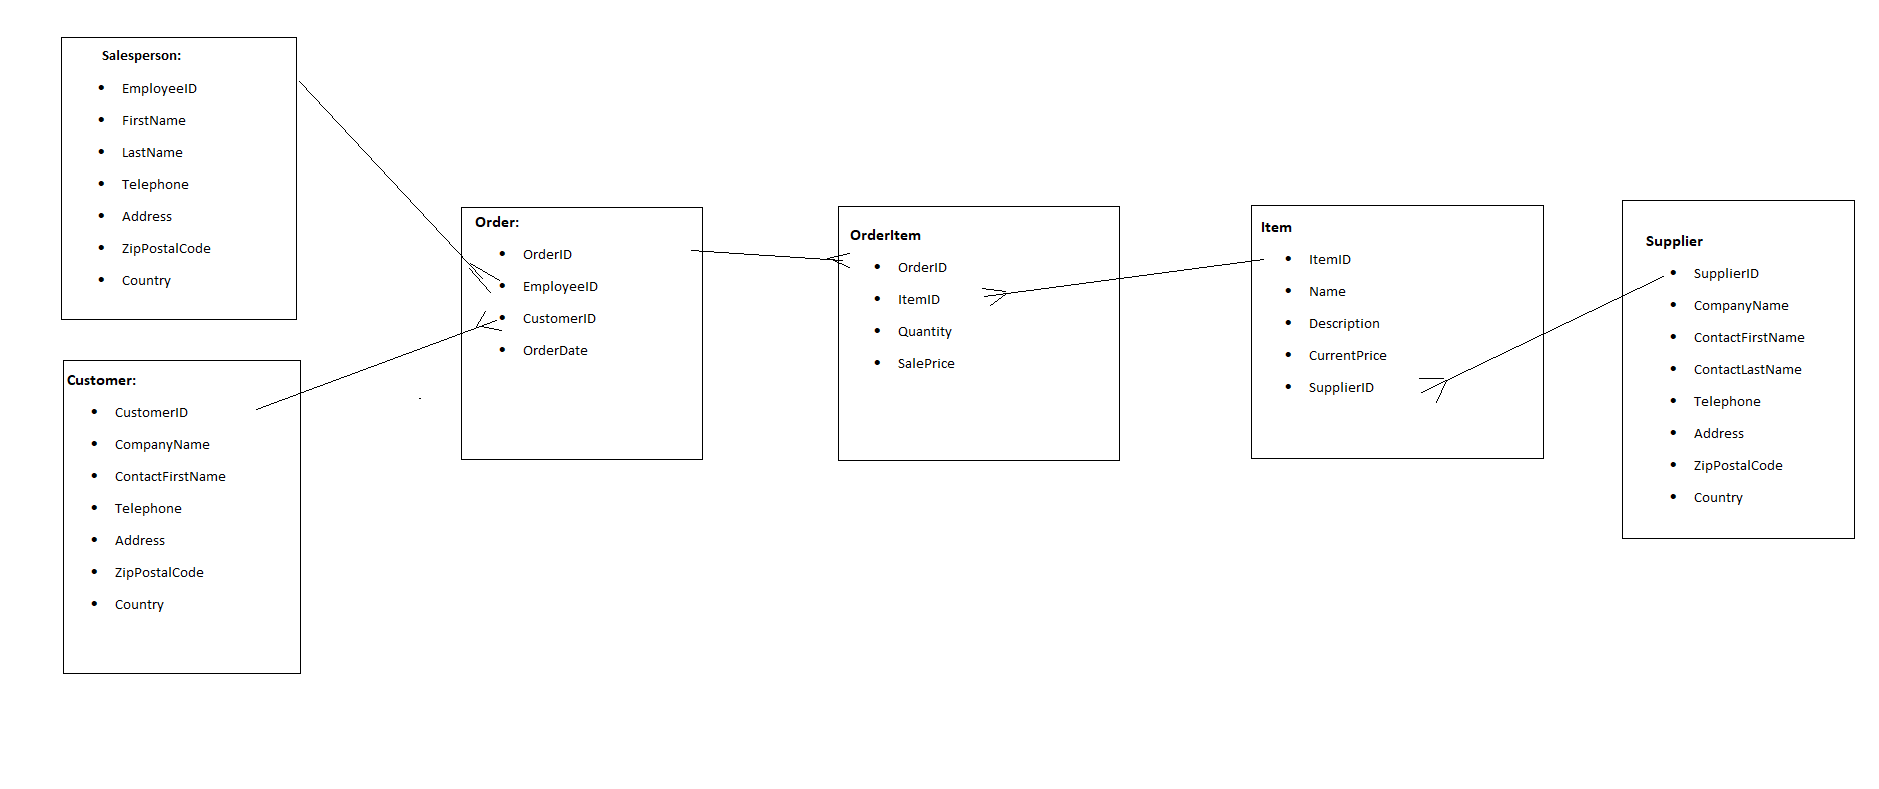 Salesperson:
• EmployeeID
• FirstName
• LastName
• Telephone
• Address
• ZipPostalCode
• Country
Customer:
• CustomerID
• CompanyName
• ContactFirstName
• Telephone
• Address
• ZipPostalCode
• Country
Order:
• OrderID
• EmployeeID
• CustomerID
• OrderDate
OrderItem
• OrderID
• ItemID
• Quantity
• SalePrice
Item
• ItemID
• Name
• Description
• CurrentPrice
• SupplierID
Supplier
• SupplierID
• CompanyName
• ContactFirstName
• ContactLastName
• Telephone
• Address
• ZipPostalCode
• Country